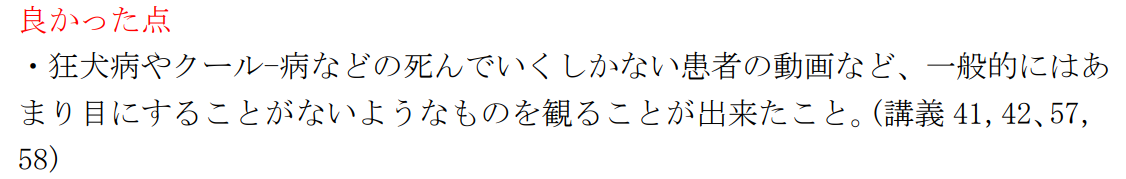 良かった点
・狂犬病やクール-病などの死んでいくしかない患者の動画など、一般的にはあ
まり目にすることがないようなものを観ることが出来たこと。(講義 41, 42、57,
58)